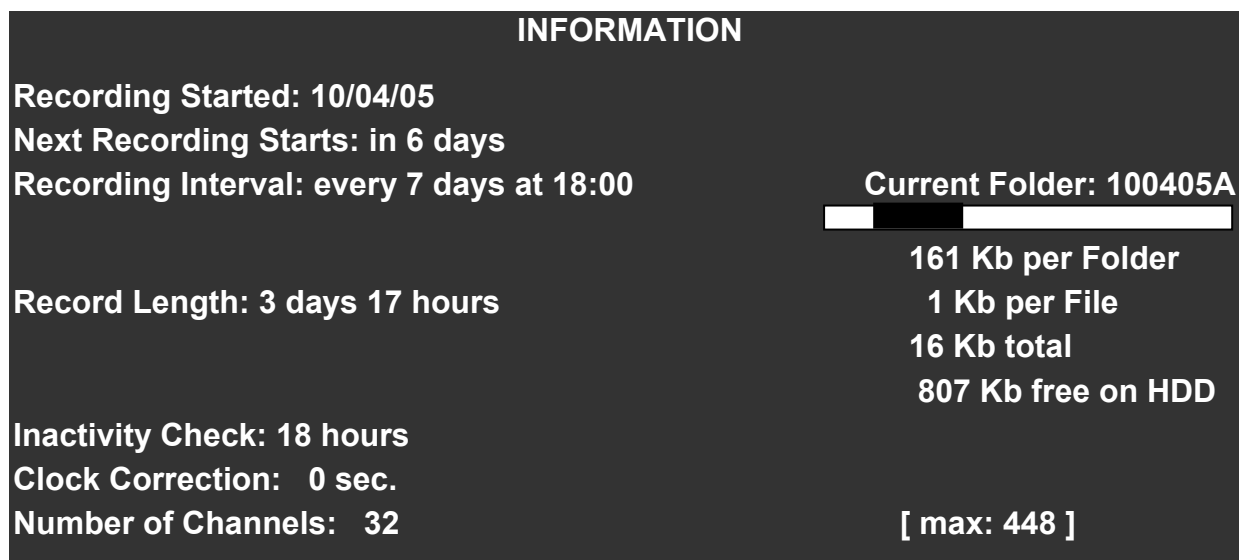 INFORMATION
Recording Started: 10/04/05
Next Recording Starts: in 6 days
Recording Interval: every 7 days at 18:00
Current Folder: 100405A
161 Kb per Folder
Record Length: 3 days 17 hours
1 Kb per File
16 Kb total
807 Kb free on HDD
Inactivity Check: 18 hours
Clock Correction: 0 sec.
Number of Channels: 32
[ max: 448 ]